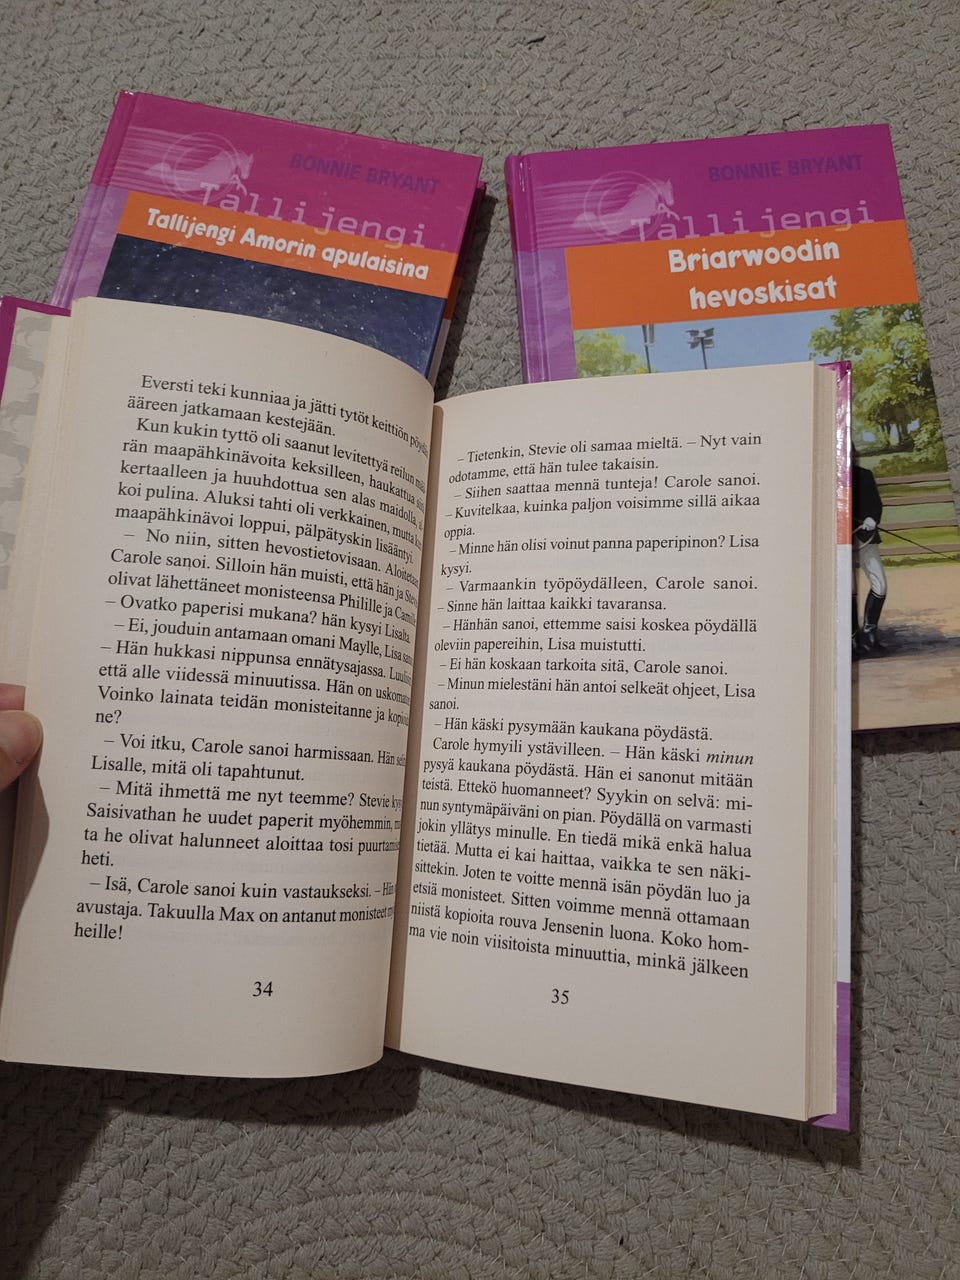 BONNIE BRYANT
Tallijengi
Tallijengi Amorin apulaisina
BONNIE BRYANT
Tallijengi
Briarwoodin
hevoskisat
Eversti teki kunniaa ja jätti tytöt keittiön
ääreen jatkamaan kestejään.
Kun kukin tyttö oli saanut levitettyä reilun
rän maapähkinävoita keksilleen, haukattua
kertaalleen ja huuhdottua sen alas maidolla,
koi pulina. Aluksi tahti oli verkkainen, mutta
maapähkinävoi loppui, pälpätyskin lisääntyi.
– No niin, sitten hevostietovisaan.
Carole sanoi. Silloin hän muisti, että hän ja
olivat lähettäneet monisteensa Philille ja
– Ovatko paperisi mukana? hän kysyi Lisalta.
– Ei, jouduin antamaan omani Maylle, Lisa
– Hän hukkasi nippunsa ennätysajassa.
että alle viidessä minuutissa. Hän on
Voinko lainata teidän monisteitanne ja
ne?
– Voi itku, Carole sanoi harmissaan. Hän
Lisalle, mitä oli tapahtunut.
– Mitä ihmettä me nyt teemme? Stevie
Saisivathan he uudet paperit myöhemmin,
ta he olivat halunneet aloittaa tosi
heti.
– Isä, Carole sanoi kuin vastaukseksi. –
avustaja. Takuulla Max on antanut monisteet
heille!
34
– Tietenkin, Stevie oli samaa mieltä. – Nyt vain
odotamme, että hän tulee takaisin.
– Siihen saattaa mennä tunteja! Carole sanoi.
– Kuvitelkaa, kuinka paljon voisimme sillä aikaa
oppia.
– Minne hän olisi voinut panna paperipinon? Lisa
kysyi.
– Varmaankin työpöydälleen, Carole sanoi.
– Sinne hän laittaa kaikki tavaransa.
– Hänhän sanoi, ettemme saisi koskea pöydällä
oleviin papereihin, Lisa muistutti.
– Ei hän koskaan tarkoita sitä, Carole sanoi.
– Minun mielestäni hän antoi selkeät ohjeet, Lisa
sanoi.
– Hän käski pysymään kaukana pöydästä.
Carole hymyili ystävilleen. – Hän käski minun
pysyä kaukana pöydästä. Hän ei sanonut mitään
teistä. Ettekö huomanneet? Syykin on selvä: mi-
nun syntymäpäiväni on pian. Pöydällä on varmasti
jokin yllätys minulle. En tiedä mikä enkä halua
tietää. Mutta ei kai haittaa, vaikka te sen näki-
sittekin. Joten te voitte mennä isän pöydän luo ja
etsiä monisteet. Sitten voimme mennä ottamaan
niistä kopioita rouva Jensenin luona. Koko hom-
ma vie noin viisitoista minuuttia, minkä jälkeen
35